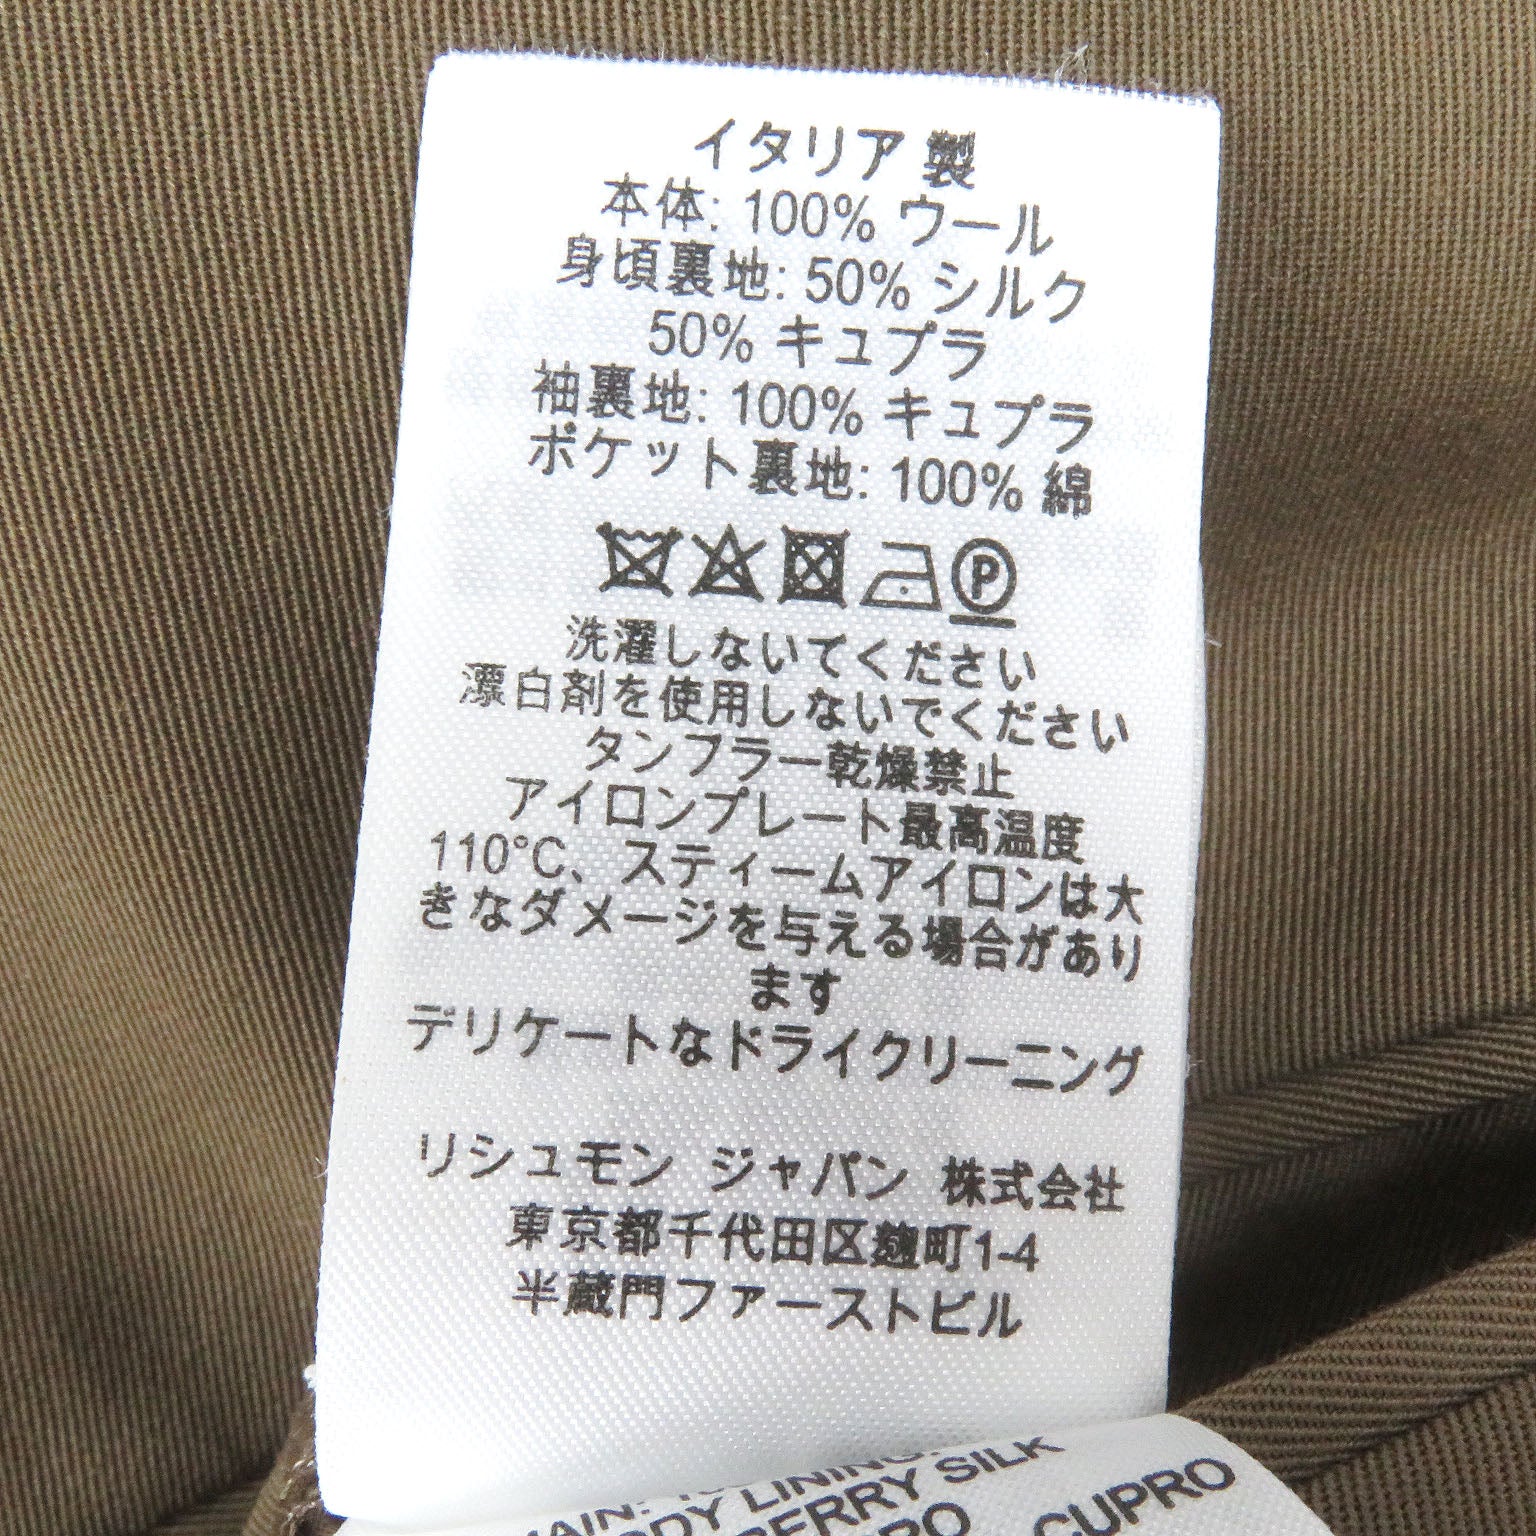 イタリア 製
本体: 100% ウール
身頃裏地: 50% シルク
50% キュプラ
袖裏地: 100% キュプラ
ポケット裏地: 100% 綿
P
洗濯しないてください
漂白剤を使用しないでください
タンブラー乾燥禁止
アイロンプレート最高温度
110°C、スティームアイロンは大
きなダメージを与える場合があり
ます
デリケートなドライクリーニング
リシュモン ジャパン 株式会社
東京都千代田区麹町1-4
半蔵門ファーストビル
LINING:
SILK
CUPRO